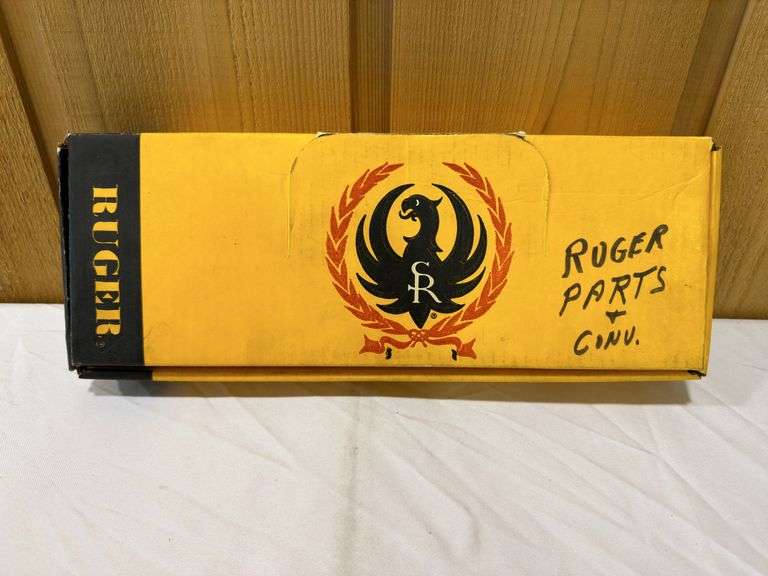 RUGER®
SR®
RUGER
PARTS
+
CONV.